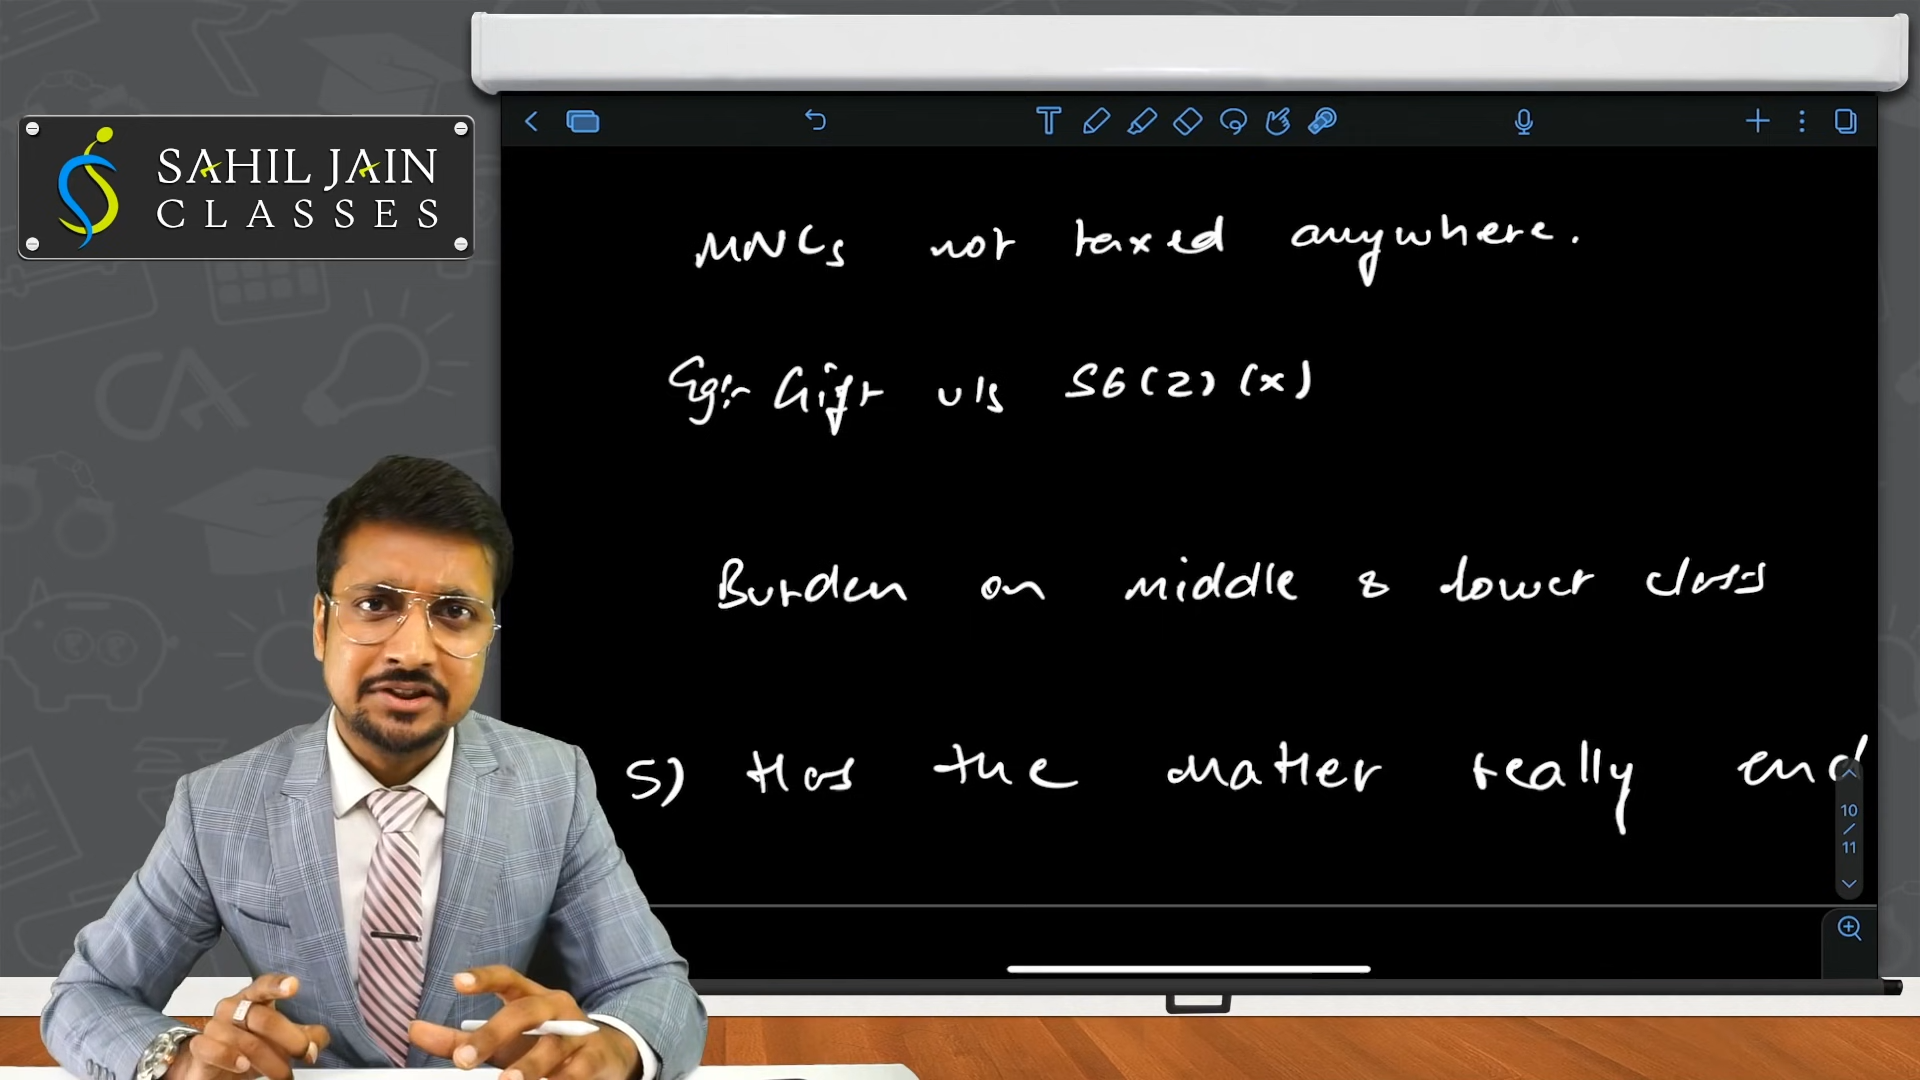 SAHIL JAIN
CLASSES
MNCs not taxed anywhere.
Eg:- Gift u/s 56(2)(x)
Burden on middle & lower class
5) Has the matter really end
10
/
11